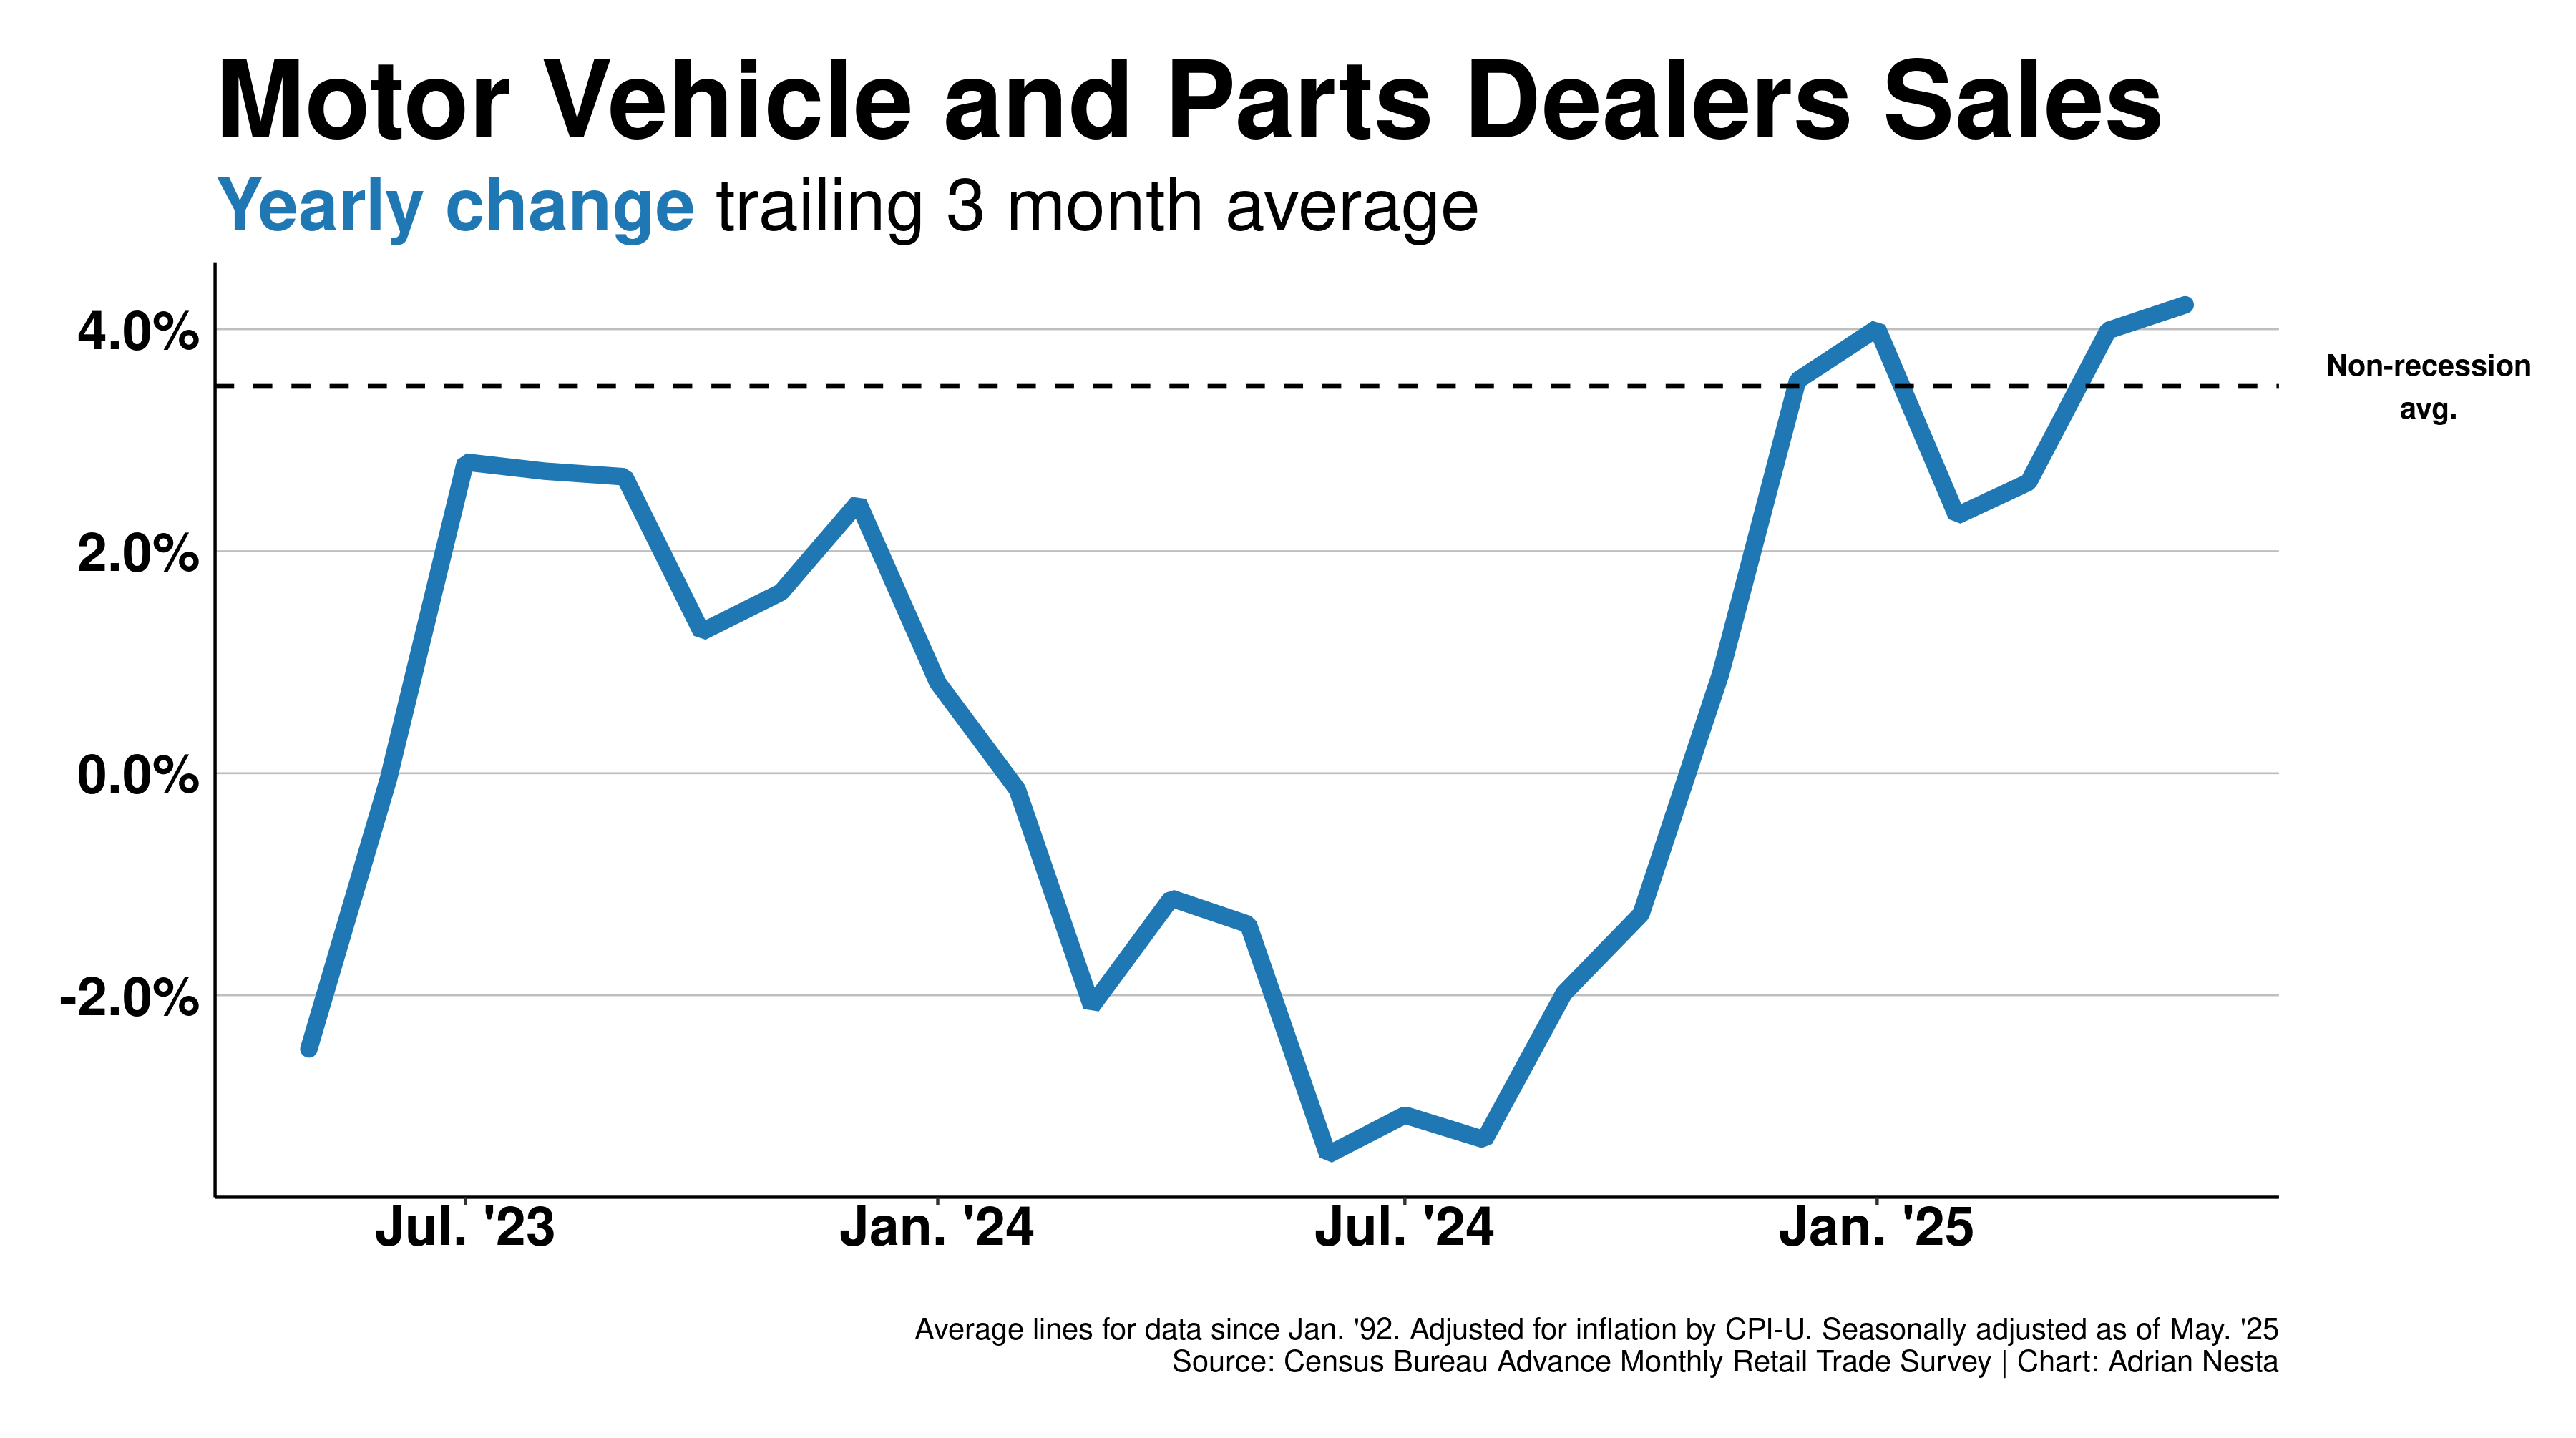 Motor Vehicle and Parts Dealers Sales
Yearly change trailing 3 month average
4.0%
Non-recession
avg.
2.0%
0.0%
-2.0%
Jul. '23
Jan. '24
Jul. '24
Jan. '25
Average lines for data since Jan. '92. Adjusted for inflation by CPI-U. Seasonally adjusted as of May. '25
Source: Census Bureau Advance Monthly Retail Trade Survey | Chart: Adrian Nesta